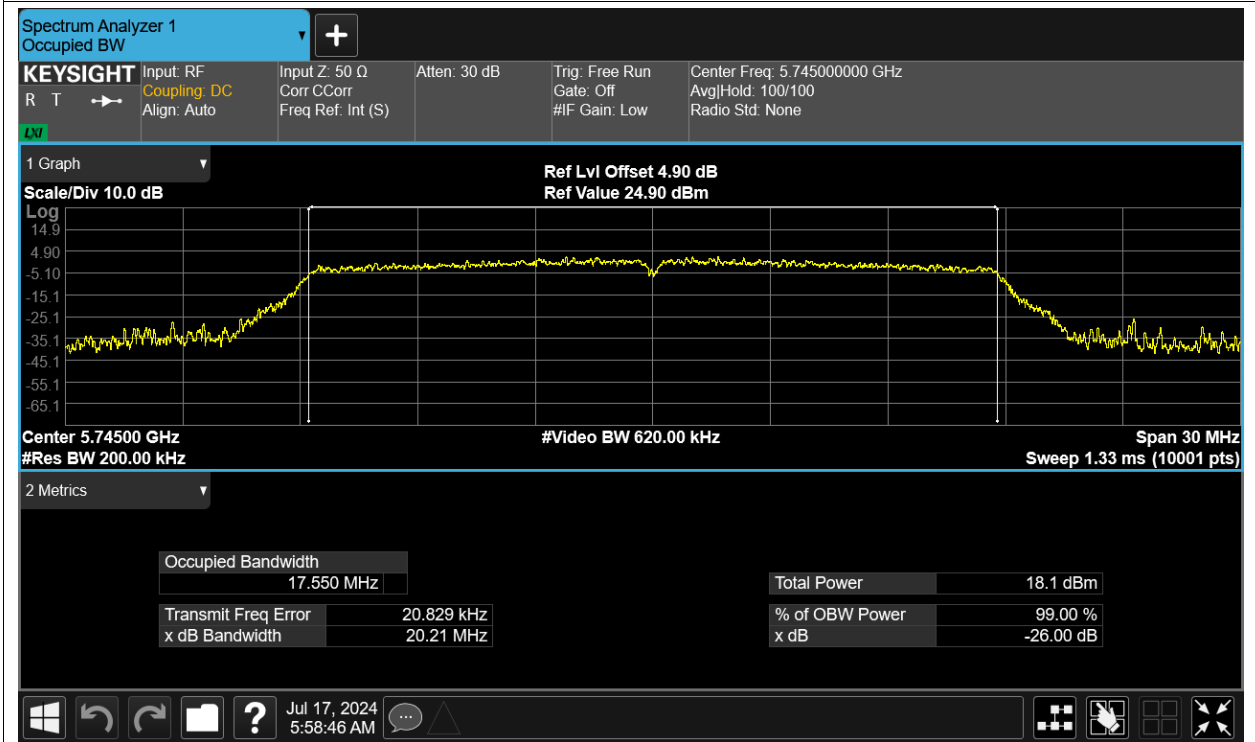 Spectrum Analyzer 1
Occupied BW
KEYSIGHT
R T
LXI
Input: RF
Coupling: DC
Align: Auto
Input Z: 50 Ω
Corr CCorr
Freq Ref: Int (S)
Atten: 30 dB
Trig: Free Run
Gate: Off
#IF Gain: Low
Center Freq: 5.745000000 GHz
Avg|Hold: 100/100
Radio Std: None
1 Graph
Ref Lvl Offset 4.90 dB
Scale/Div 10.0 dB
Ref Value 24.90 dBm
Log
14.9
4.90
-5.10
-15.1
-25.1
-35.1
-45.1
-55.1
-65.1
Center 5.74500 GHz
#Video BW 620.00 kHz
Span 30 MHz
#Res BW 200.00 kHz
Sweep 1.33 ms (10001 pts)
2 Metrics
Occupied Bandwidth
17.550 MHz
Total Power 18.1 dBm
Transmit Freq Error 20.829 kHz
% of OBW Power 99.00 %
x dB Bandwidth 20.21 MHz
x dB -26.00 dB
Jul 17, 2024
5:58:46 AM